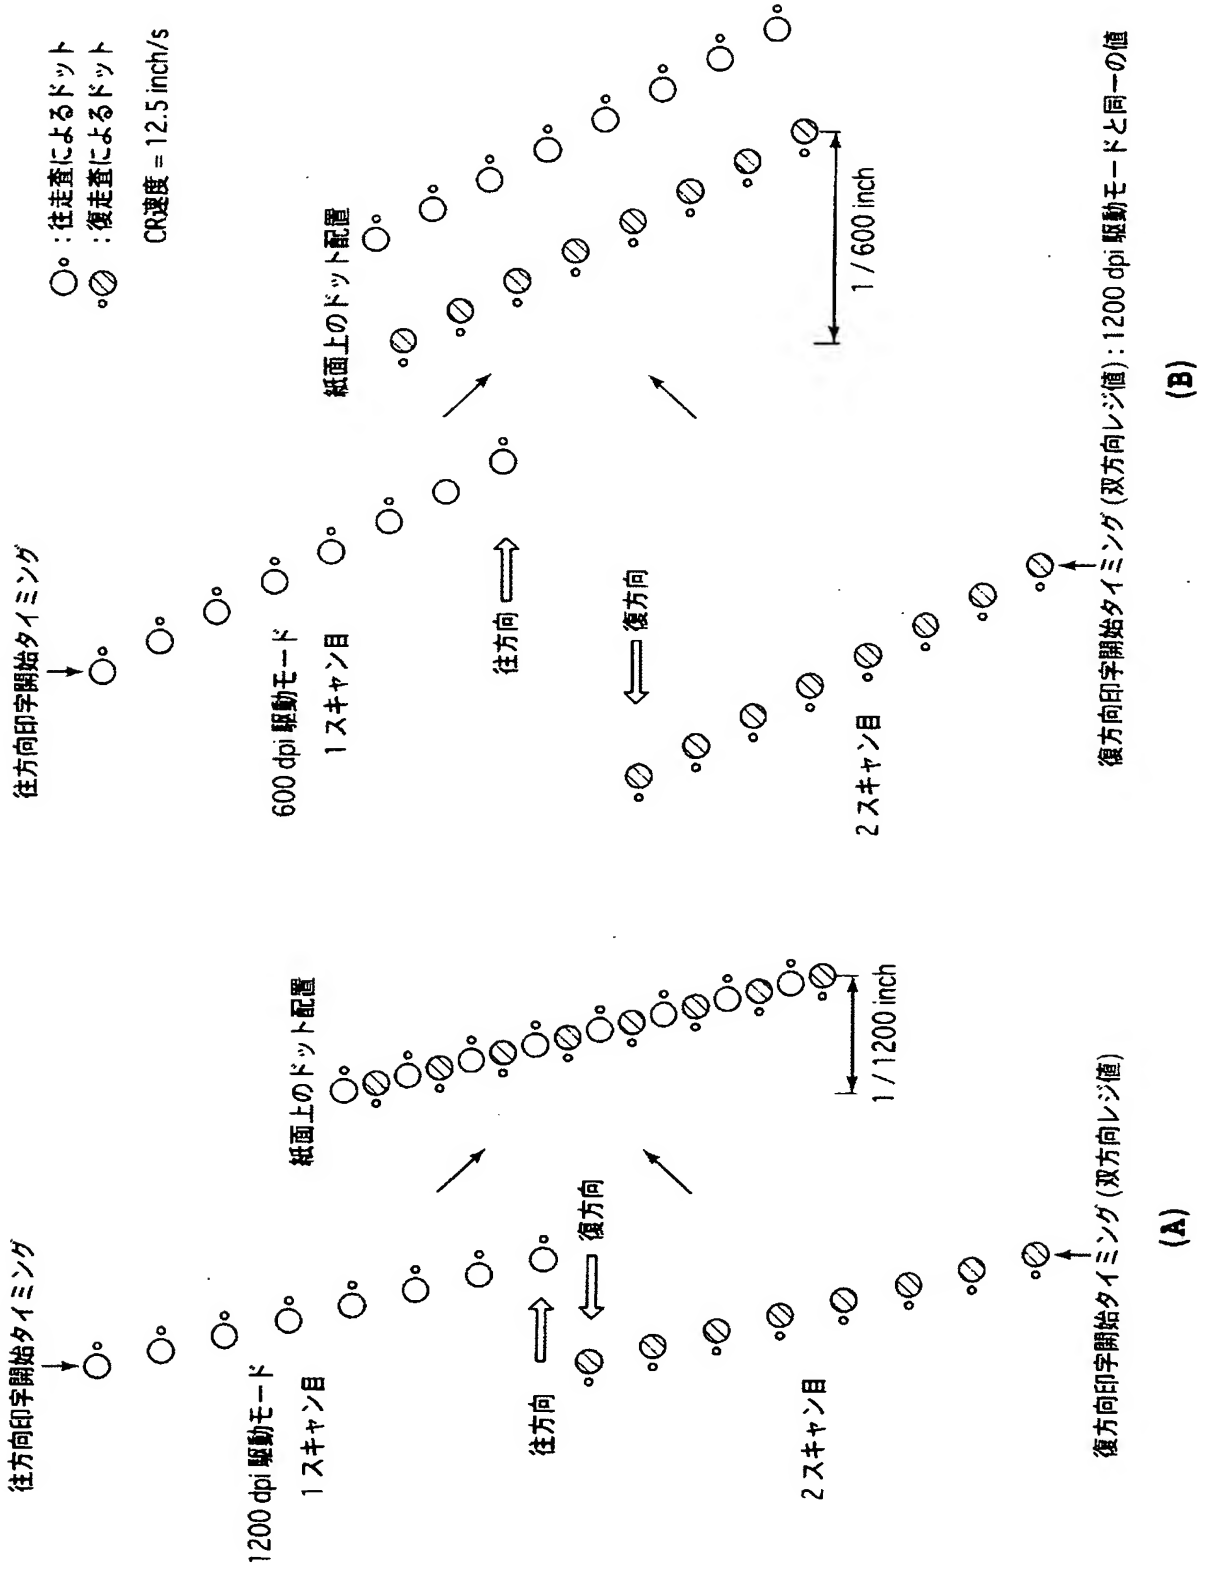 ○: 往走査によるドット
: 復走査によるドット
CR速度 = 12.5 inch/s
往方向印字開始タイミング
1200 dpi 駆動モード
1 スキャン目
往方向
復方向
2 スキャン目
紙面上のドット配置
1 / 1200 inch
復方向印字開始タイミング (双方向レジ値)
(A)
往方向印字開始タイミング
600 dpi 駆動モード
1 スキャン目
往方向
復方向
2 スキャン目
紙面上のドット配置
1 / 600 inch
復方向印字開始タイミング (双方向レジ値) : 1200 dpi 駆動モードと同一の値
(B)